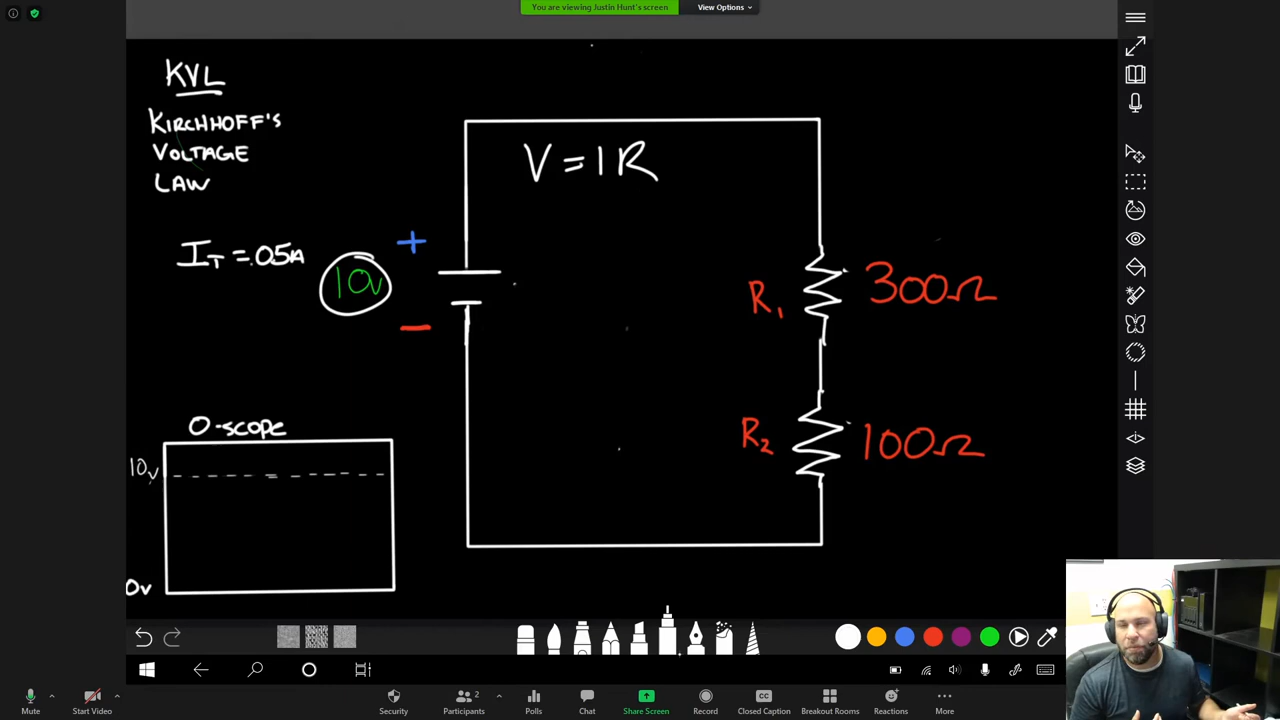 You are viewing Justin Hunt's screen
View Options
KVL
KIRCHHOFF'S
VOLTAGE
LAW
V = I R
IT = .05A
10v
+
−
R1
300Ω
R2
100Ω
O-scope
10v
0v
Mute
Start Video
Security
Participants
2
Polls
Chat
Share Screen
Record
Closed Caption
Breakout Rooms
Reactions
More